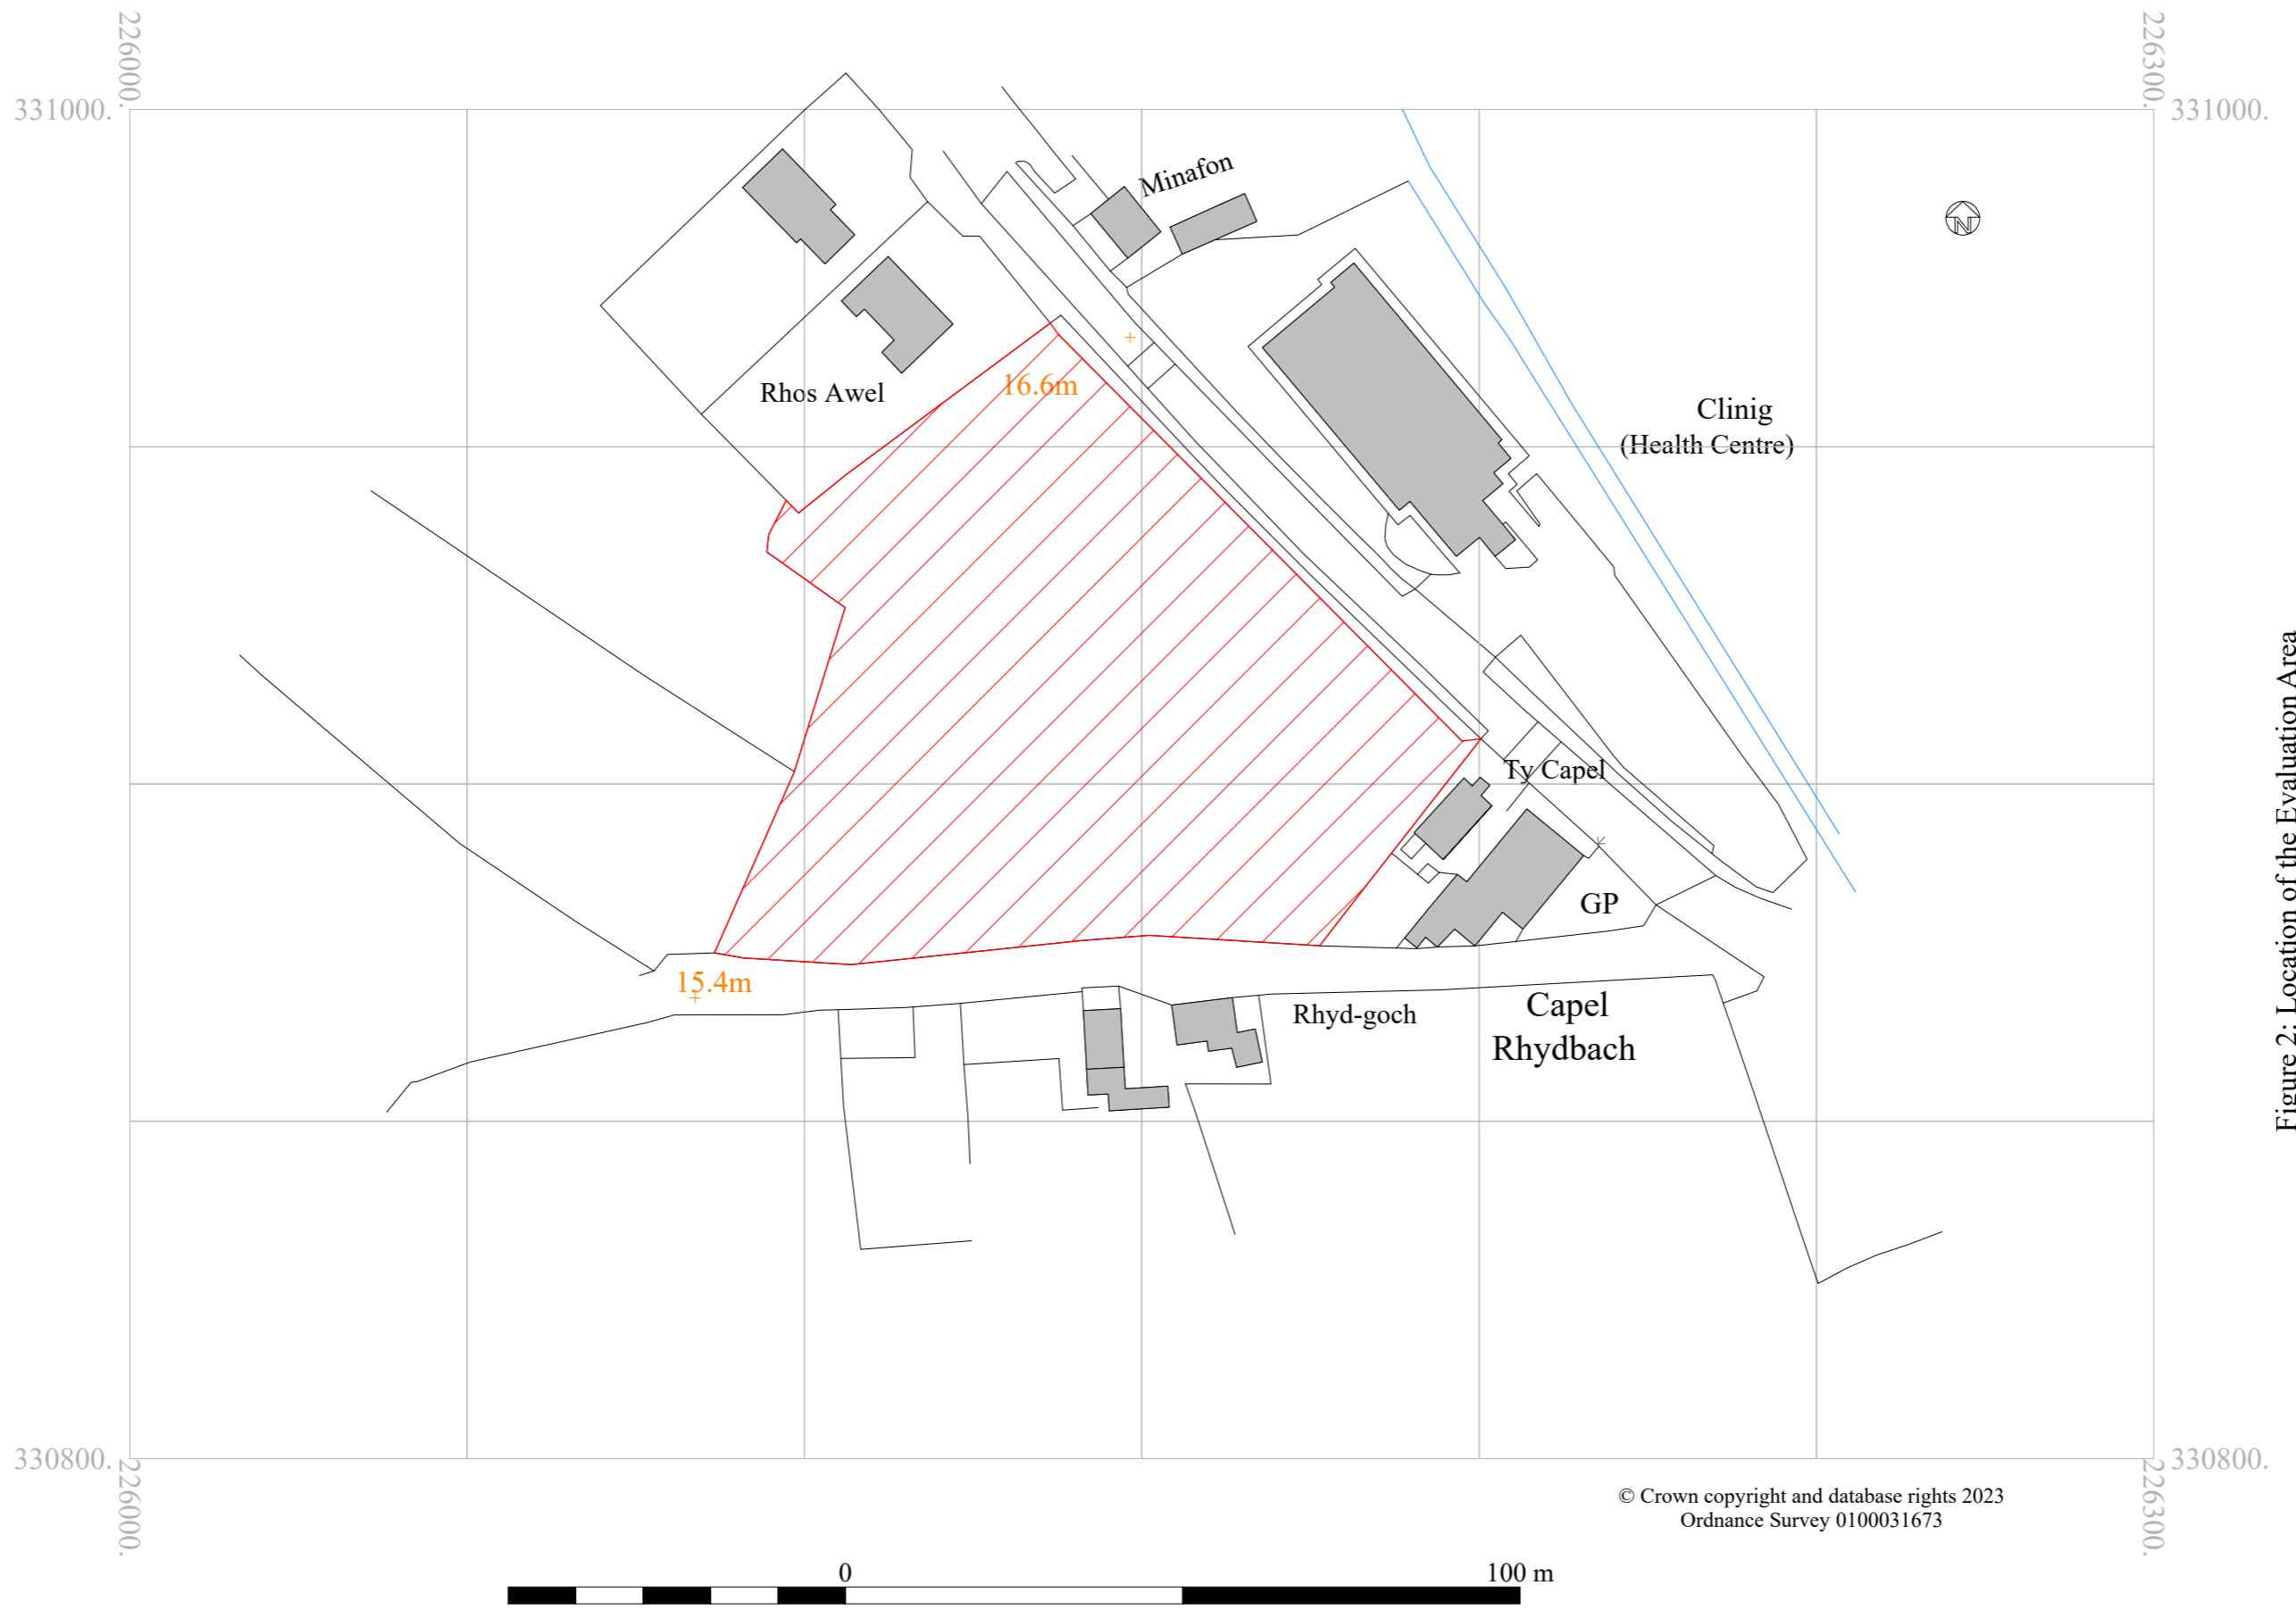 226000.
226300.
331000.
331000.
Minafon
N
16.6m
Rhos Awel
Clinig
(Health Centre)
Ty Capel
GP
15.4m
Rhyd-goch
Capel
Rhydbach
Figure 2: Location of the Evaluation Area
330800.
330800.
226000.
226300.
© Crown copyright and database rights 2023
Ordnance Survey 0100031673
0
100 m